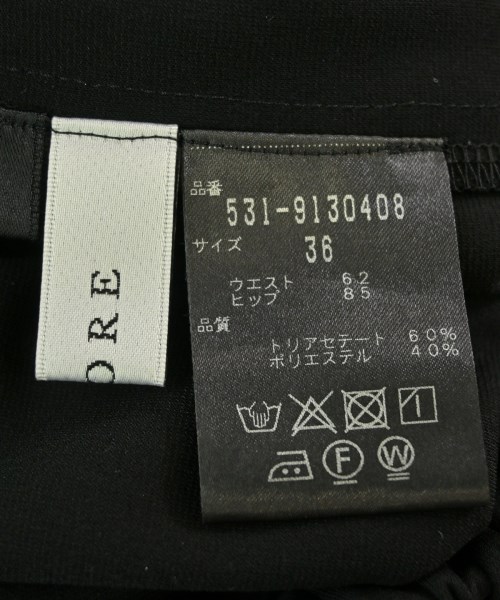 ORE
品番
531-9130408
サイズ
36
ウエスト 62
ヒップ 85
品質
トリアセテート 60%
ポリエステル 40%
F
W